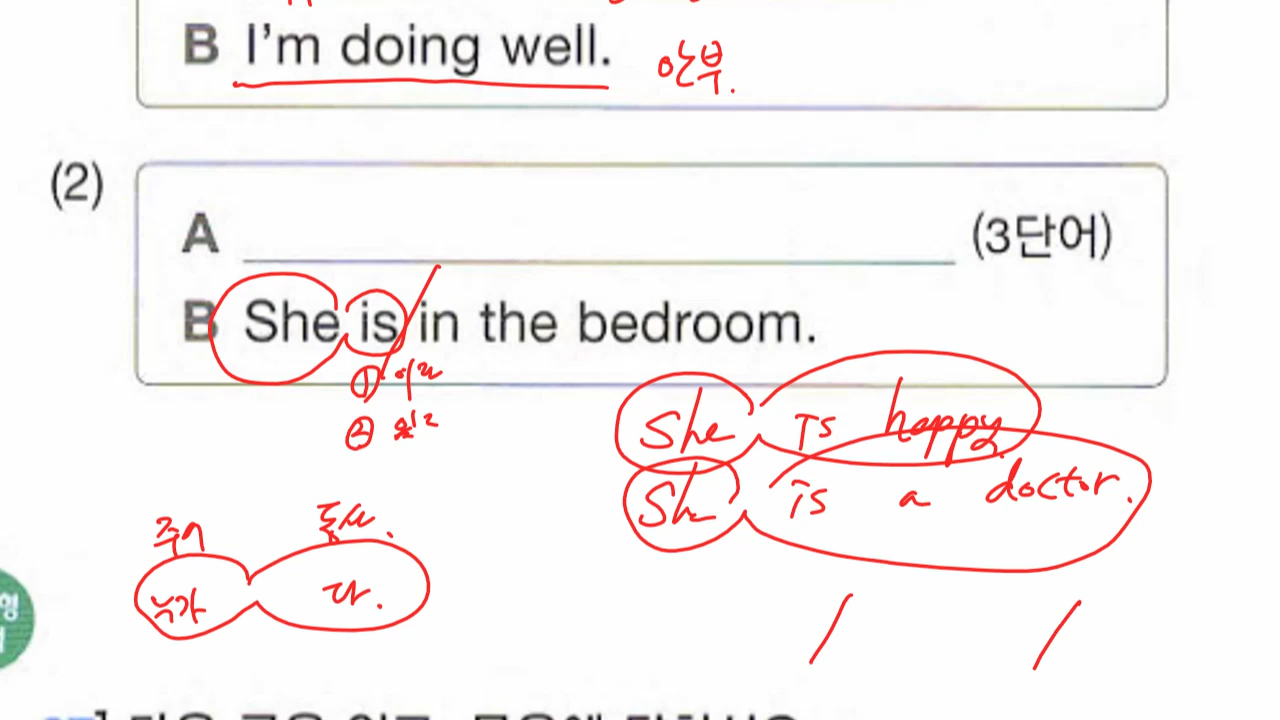 B I'm doing well. 안부.
(2)
A (3단어)
B She is / in the bedroom.
① 이다
② 있다
She is happy
She is a doctor.
주어 동사.
누가 다.